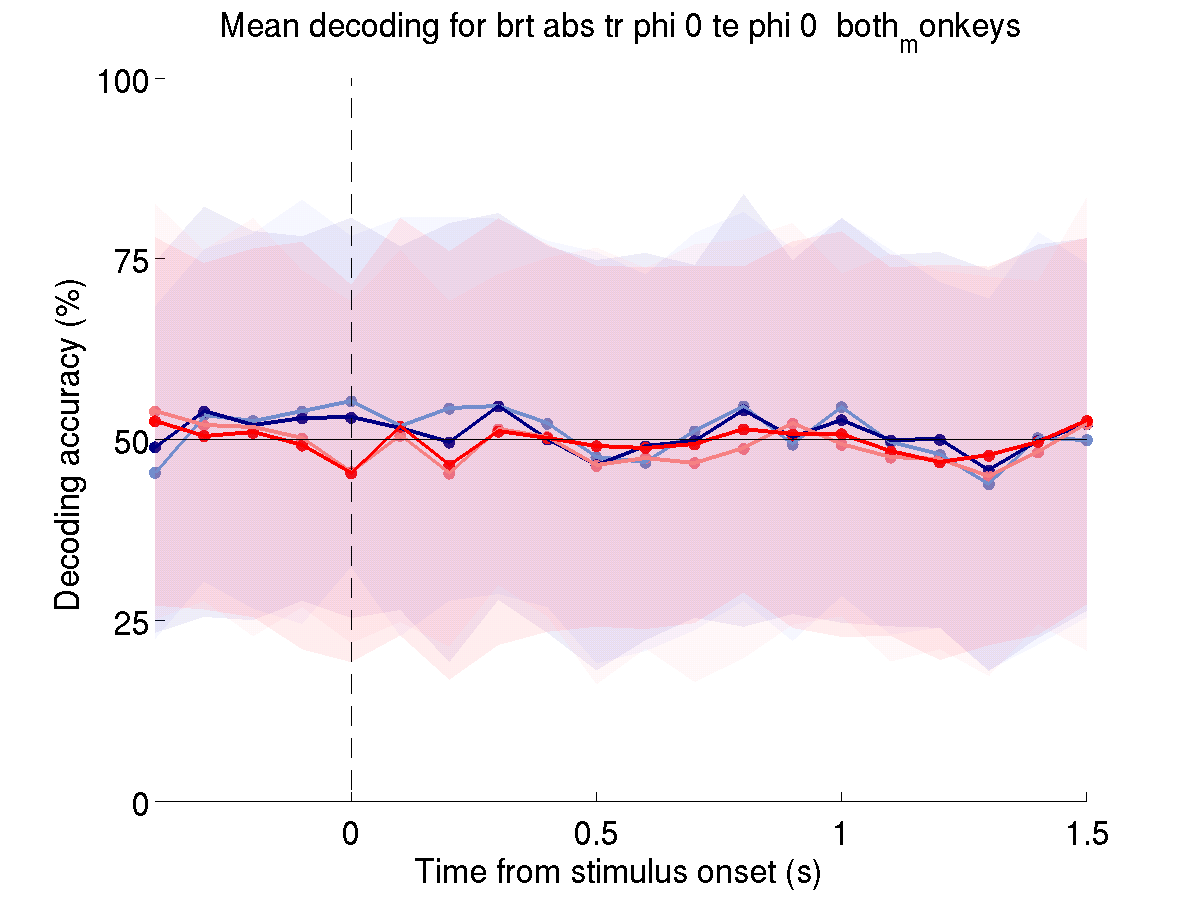 Mean decoding for brt abs tr phi 0 te phi 0 both_monkeys
100
75
50
25
0
Decoding accuracy (%)
0 0.5 1 1.5
Time from stimulus onset (s)